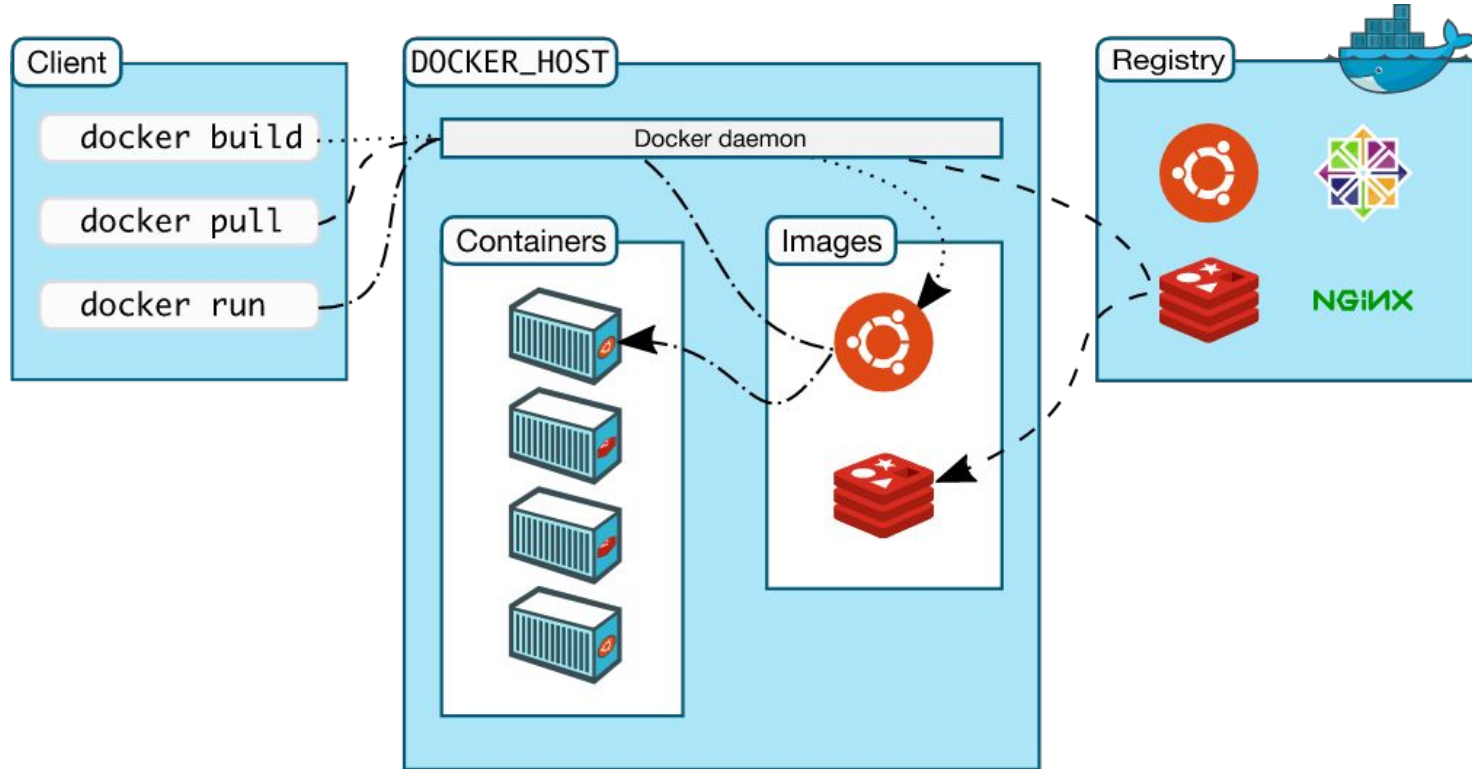 Client
docker build
docker pull
docker run
DOCKER_HOST
Docker daemon
Containers
Images
Registry
NGINX